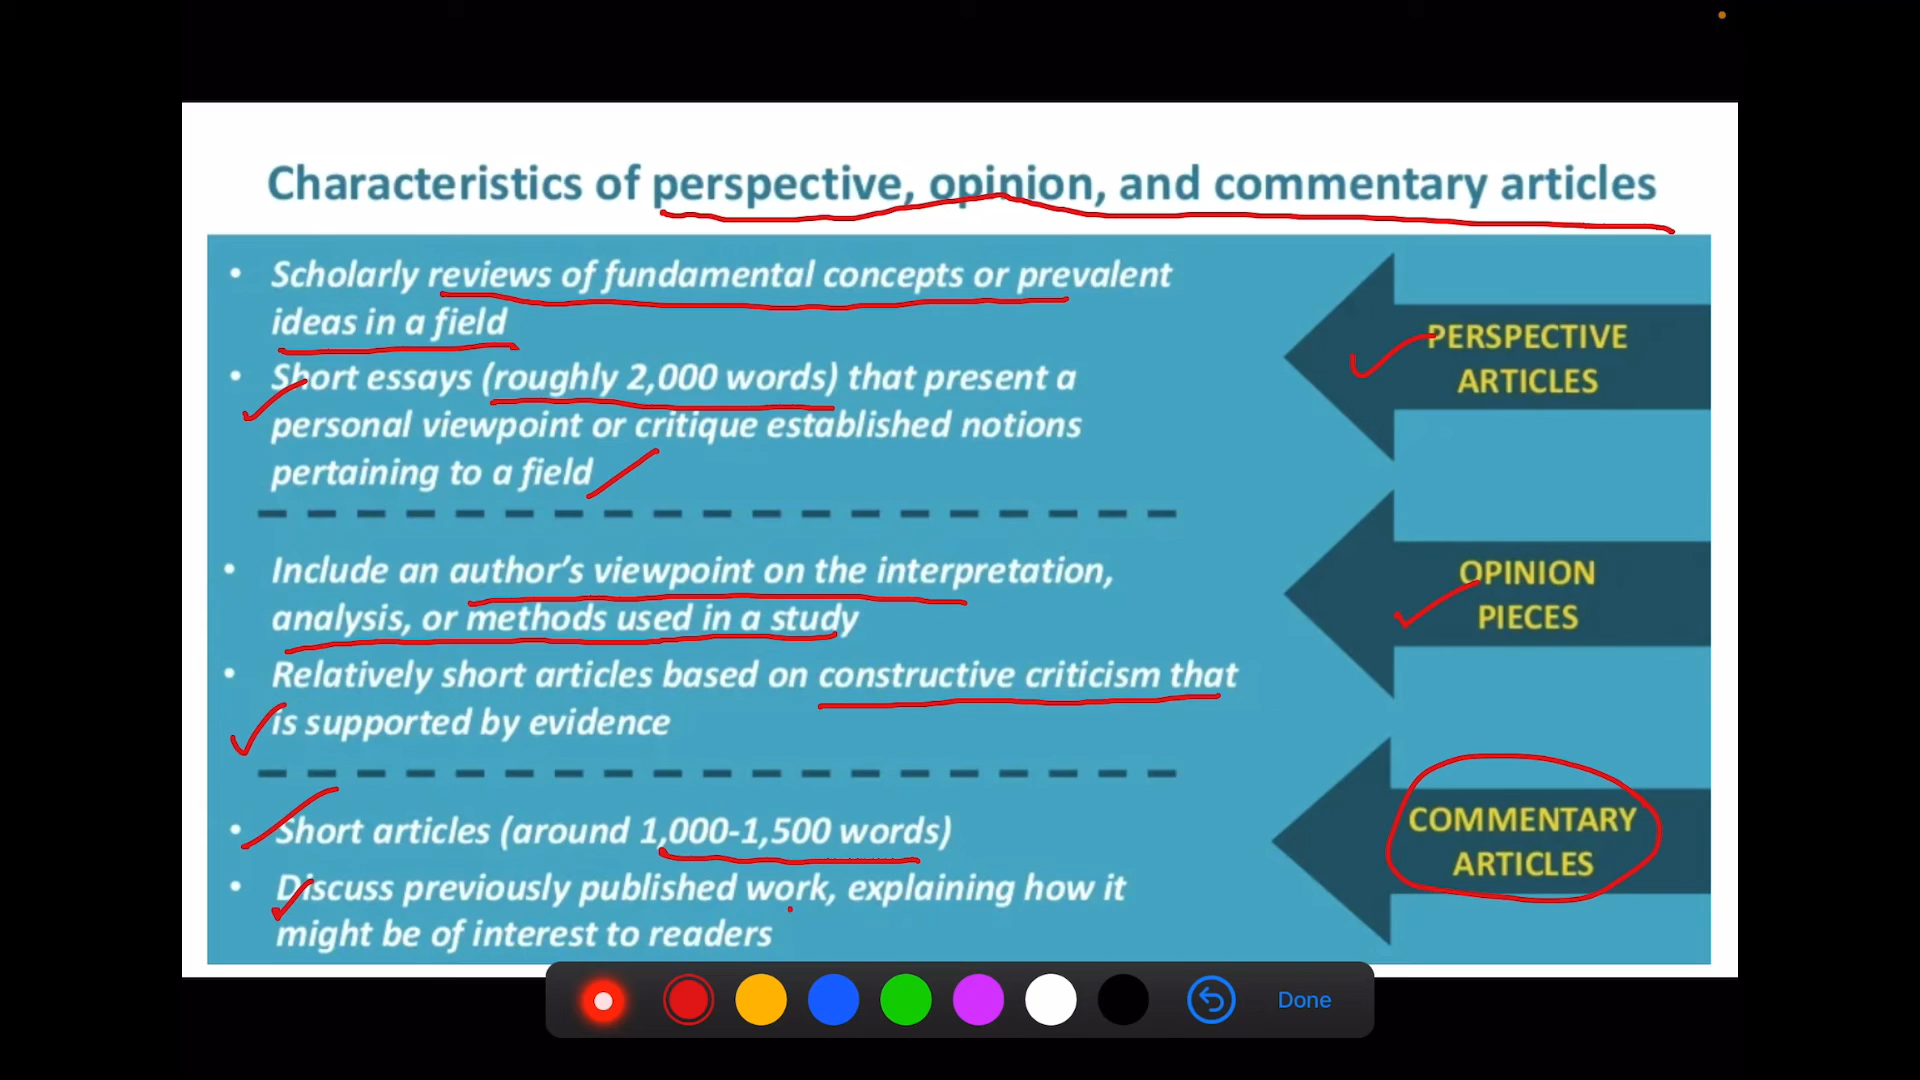 Characteristics of perspective, opinion, and commentary articles
• Scholarly reviews of fundamental concepts or prevalent
ideas in a field
• Short essays (roughly 2,000 words) that present a
personal viewpoint or critique established notions
pertaining to a field
PERSPECTIVE
ARTICLES
• Include an author's viewpoint on the interpretation,
analysis, or methods used in a study
• Relatively short articles based on constructive criticism that
is supported by evidence
OPINION
PIECES
• Short articles (around 1,000-1,500 words)
• Discuss previously published work, explaining how it
might be of interest to readers
COMMENTARY
ARTICLES
Done